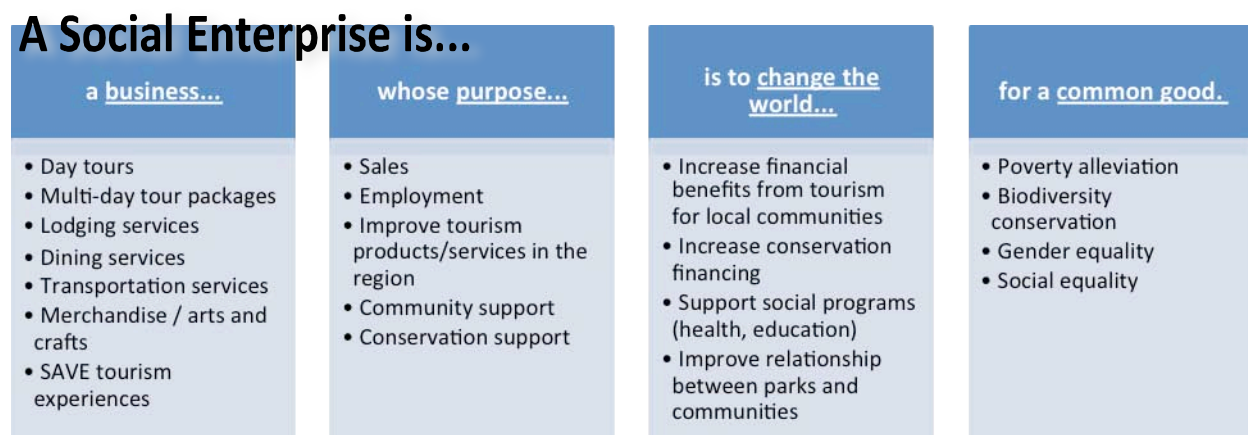 A Social Enterprise is...
a business...
• Day tours
• Multi-day tour packages
• Lodging services
• Dining services
• Transportation services
• Merchandise / arts and
crafts
• SAVE tourism
experiences
whose purpose...
• Sales
• Employment
• Improve tourism
products/services in the
region
• Community support
• Conservation support
is to change the
world...
• Increase financial
benefits from tourism
for local communities
• Increase conservation
financing
• Support social programs
(health, education)
• Improve relationship
between parks and
communities
for a common good.
• Poverty alleviation
• Biodiversity
conservation
• Gender equality
• Social equality